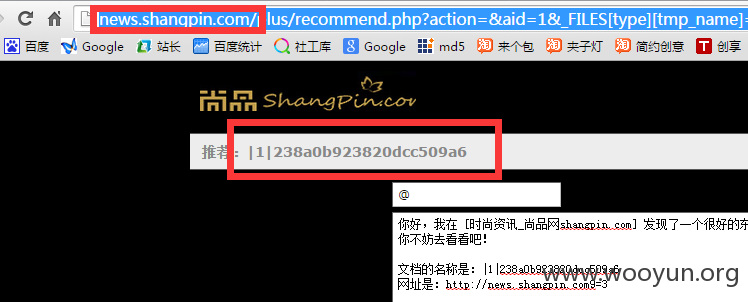 news.shangpin.com/plus/recommend.php?action=&aid=1&_FILES[type][tmp_name]=
百度 Google 站长 百度统计 社工库 Google md5 来个包 夹子灯 简约创意 创享
尚品 ShangPin.com
推荐：|1|238a0b923820dcc509a6
@
你好，我在 [时尚资讯_尚品网shangpin.com] 发现了一个很好的东
你不妨去看看吧！
文档的名称是：|1|238a0b923820dcc509a6
网址是：http://news.shangpin.com9=3
www.wooyun.org